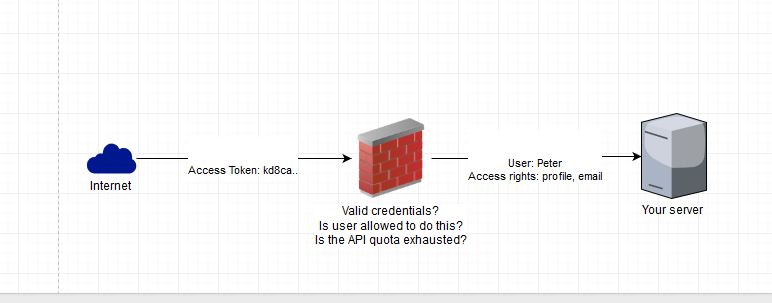 Internet
Access Token: kd8ca..
Valid credentials?
Is user allowed to do this?
Is the API quota exhausted?
User: Peter
Access rights: profile, email
Your server